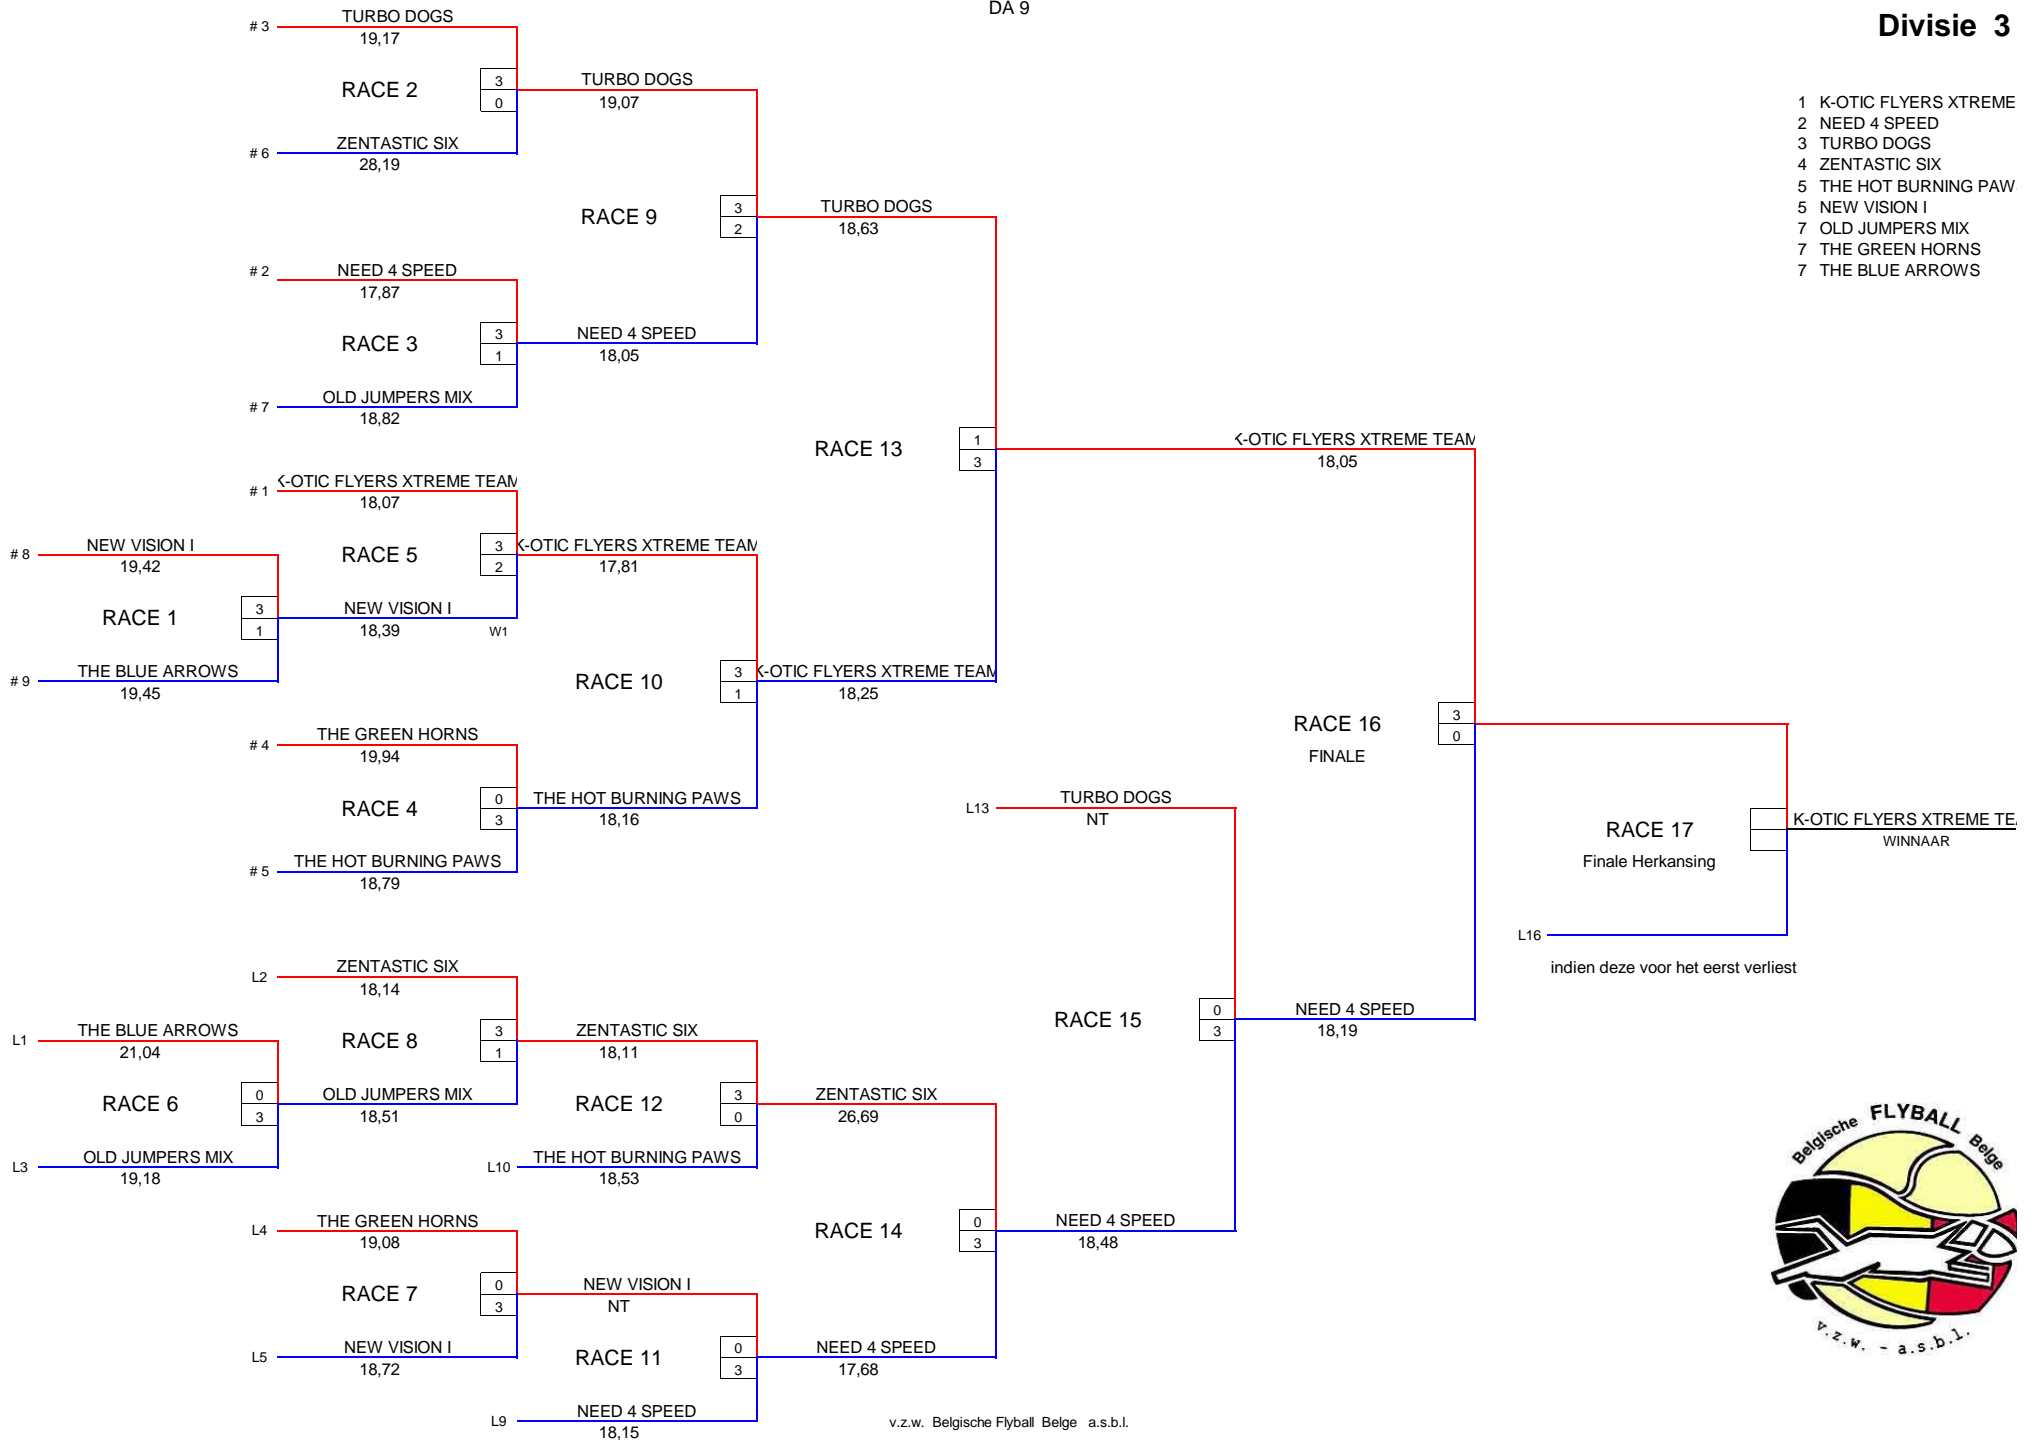 DA 9
Divisie 3
1 K-OTIC FLYERS XTREME
2 NEED 4 SPEED
3 TURBO DOGS
4 ZENTASTIC SIX
5 THE HOT BURNING PAW
5 NEW VISION I
7 OLD JUMPERS MIX
7 THE GREEN HORNS
7 THE BLUE ARROWS
# 3 TURBO DOGS
19,17
RACE 2
3
0
# 6 ZENTASTIC SIX
28,19
TURBO DOGS
19,07
RACE 9
3
2
# 2 NEED 4 SPEED
17,87
RACE 3
3
1
# 7 OLD JUMPERS MIX
18,82
NEED 4 SPEED
18,05
TURBO DOGS
18,63
RACE 13
1
3
# 1 K-OTIC FLYERS XTREME TEAM
18,07
RACE 5
3
2
# 8 NEW VISION I
19,42
RACE 1
3
1
# 9 THE BLUE ARROWS
19,45
NEW VISION I
18,39
W1
K-OTIC FLYERS XTREME TEAM
17,81
RACE 10
3
1
K-OTIC FLYERS XTREME TEAM
18,25
# 4 THE GREEN HORNS
19,94
RACE 4
0
3
# 5 THE HOT BURNING PAWS
18,79
THE HOT BURNING PAWS
18,16
K-OTIC FLYERS XTREME TEAM
18,05
RACE 16
FINALE
3
0
RACE 17
Finale Herkansing
K-OTIC FLYERS XTREME TE
WINNAAR
L16
indien deze voor het eerst verliest
L13 TURBO DOGS
NT
RACE 15
0
3
NEED 4 SPEED
18,19
L2 ZENTASTIC SIX
18,14
RACE 8
3
1
L1 THE BLUE ARROWS
21,04
RACE 6
0
3
L3 OLD JUMPERS MIX
19,18
OLD JUMPERS MIX
18,51
ZENTASTIC SIX
18,11
RACE 12
3
0
L10 THE HOT BURNING PAWS
18,53
ZENTASTIC SIX
26,69
RACE 14
0
3
NEED 4 SPEED
18,48
L4 THE GREEN HORNS
19,08
RACE 7
0
3
L5 NEW VISION I
18,72
NEW VISION I
NT
RACE 11
0
3
L9 NEED 4 SPEED
18,15
NEED 4 SPEED
17,68
v.z.w. Belgische Flyball Belge a.s.b.l.
Belgische FLYBALL Belge
v.z.w. - a.s.b.l.